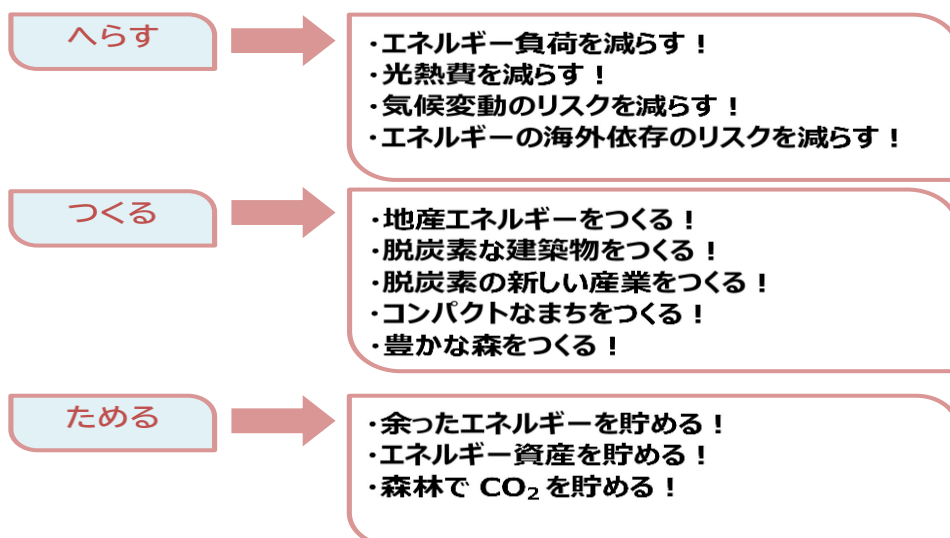 へらす
・エネルギー負荷を減らす！
・光熱費を減らす！
・気候変動のリスクを減らす！
・エネルギーの海外依存のリスクを減らす！
つくる
・地産エネルギーをつくる！
・脱炭素な建築物をつくる！
・脱炭素の新しい産業をつくる！
・コンパクトなまちをつくる！
・豊かな森をつくる！
ためる
・余ったエネルギーを貯める！
・エネルギー資産を貯める！
・森林で CO₂ を貯める！